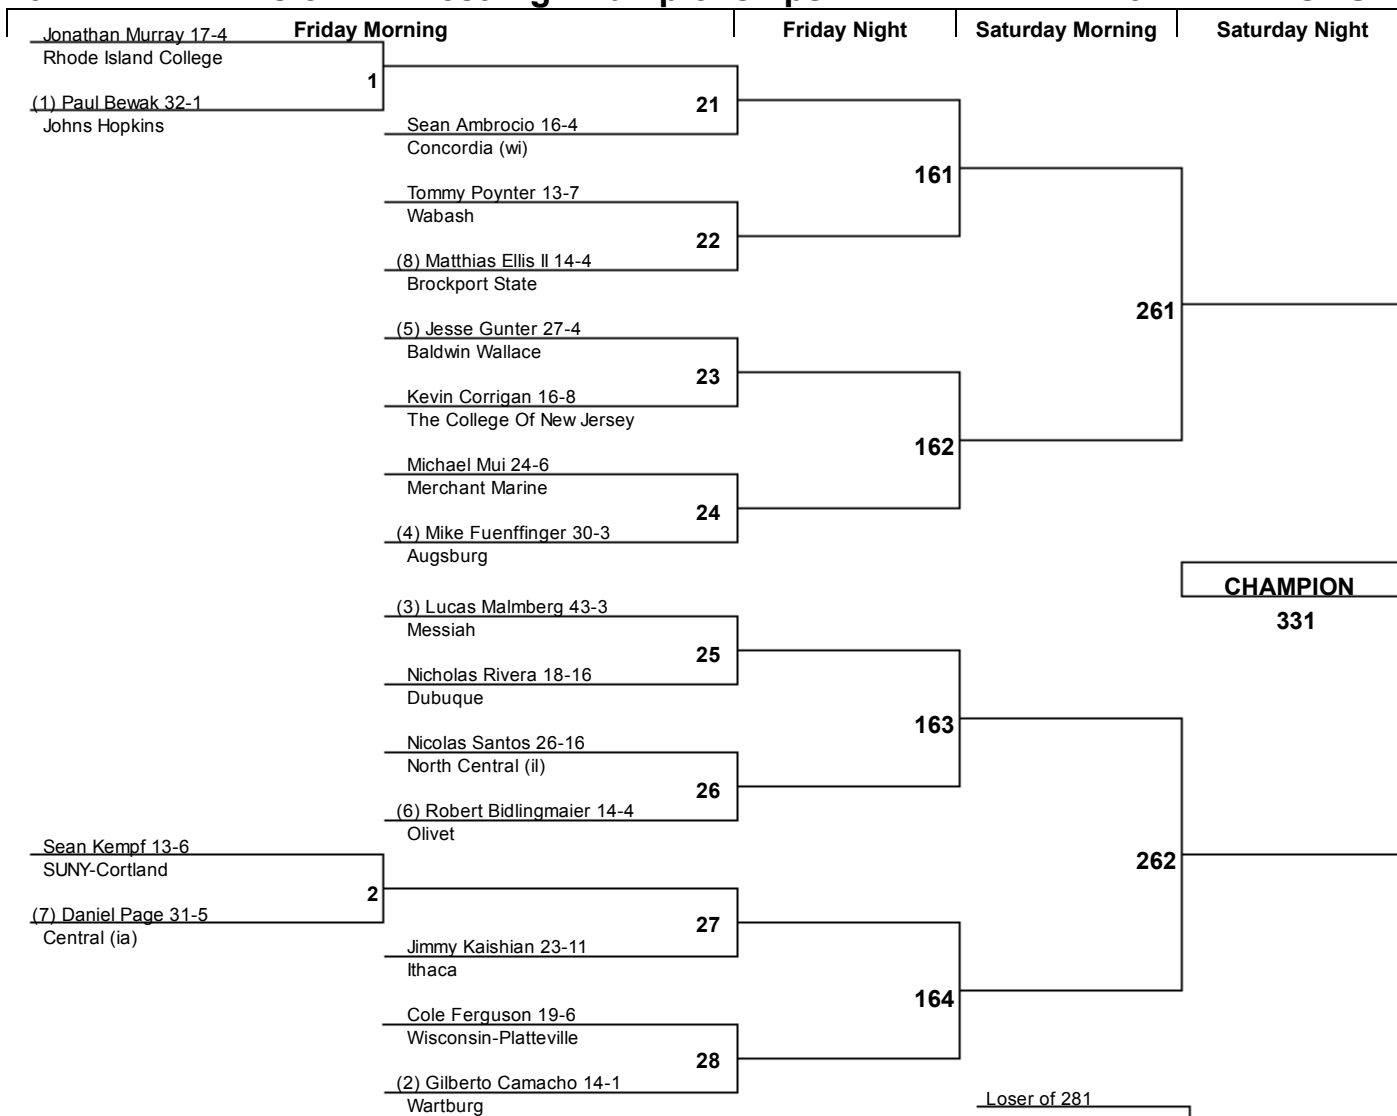 Friday Morning
Friday Night
Saturday Morning
Saturday Night
Jonathan Murray 17-4
Rhode Island College
1
(1) Paul Bewak 32-1
Johns Hopkins
21
Sean Ambrocio 16-4
Concordia (wi)
161
Tommy Poynter 13-7
Wabash
22
(8) Matthias Ellis II 14-4
Brockport State
261
(5) Jesse Gunter 27-4
Baldwin Wallace
23
Kevin Corrigan 16-8
The College Of New Jersey
162
Michael Mui 24-6
Merchant Marine
24
(4) Mike Fuenffinger 30-3
Augsburg
CHAMPION
331
(3) Lucas Malmberg 43-3
Messiah
25
Nicholas Rivera 18-16
Dubuque
163
Nicolas Santos 26-16
North Central (il)
26
(6) Robert Bidlingmaier 14-4
Olivet
Sean Kempf 13-6
SUNY-Cortland
262
2
(7) Daniel Page 31-5
Central (ia)
27
Jimmy Kaishian 23-11
Ithaca
164
Cole Ferguson 19-6
Wisconsin-Platteville
28
(2) Gilberto Camacho 14-1
Wartburg
Loser of 281